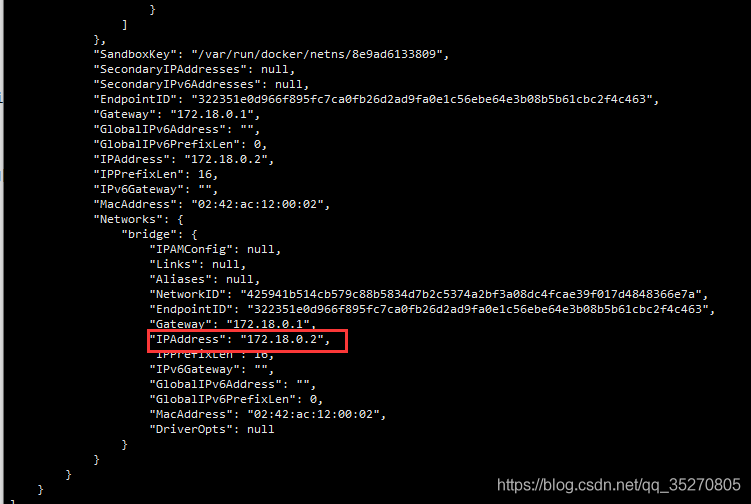 }
]
},
"SandboxKey": "/var/run/docker/netns/8e9ad6133809",
"SecondaryIPAddresses": null,
"SecondaryIPv6Addresses": null,
"EndpointID": "322351e0d966f895fc7ca0fb26d2ad9fa0e1c56ebe64e3b08b5b61cbc2f4c463",
"Gateway": "172.18.0.1",
"GlobalIPv6Address": "",
"GlobalIPv6PrefixLen": 0,
"IPAddress": "172.18.0.2",
"IPPrefixLen": 16,
"IPv6Gateway": "",
"MacAddress": "02:42:ac:12:00:02",
"Networks": {
"bridge": {
"IPAMConfig": null,
"Links": null,
"Aliases": null,
"NetworkID": "425941b514cb579c88b5834d7b2c5374a2bf3a08dc4fcae39f017d4848366e7a",
"EndpointID": "322351e0d966f895fc7ca0fb26d2ad9fa0e1c56ebe64e3b08b5b61cbc2f4c463",
"Gateway": "172.18.0.1",
"IPAddress": "172.18.0.2",
"IPPrefixLen": 16,
"IPv6Gateway": "",
"GlobalIPv6Address": "",
"GlobalIPv6PrefixLen": 0,
"MacAddress": "02:42:ac:12:00:02",
"DriverOpts": null
}
}
}
}
https://blog.csdn.net/qq_35270805